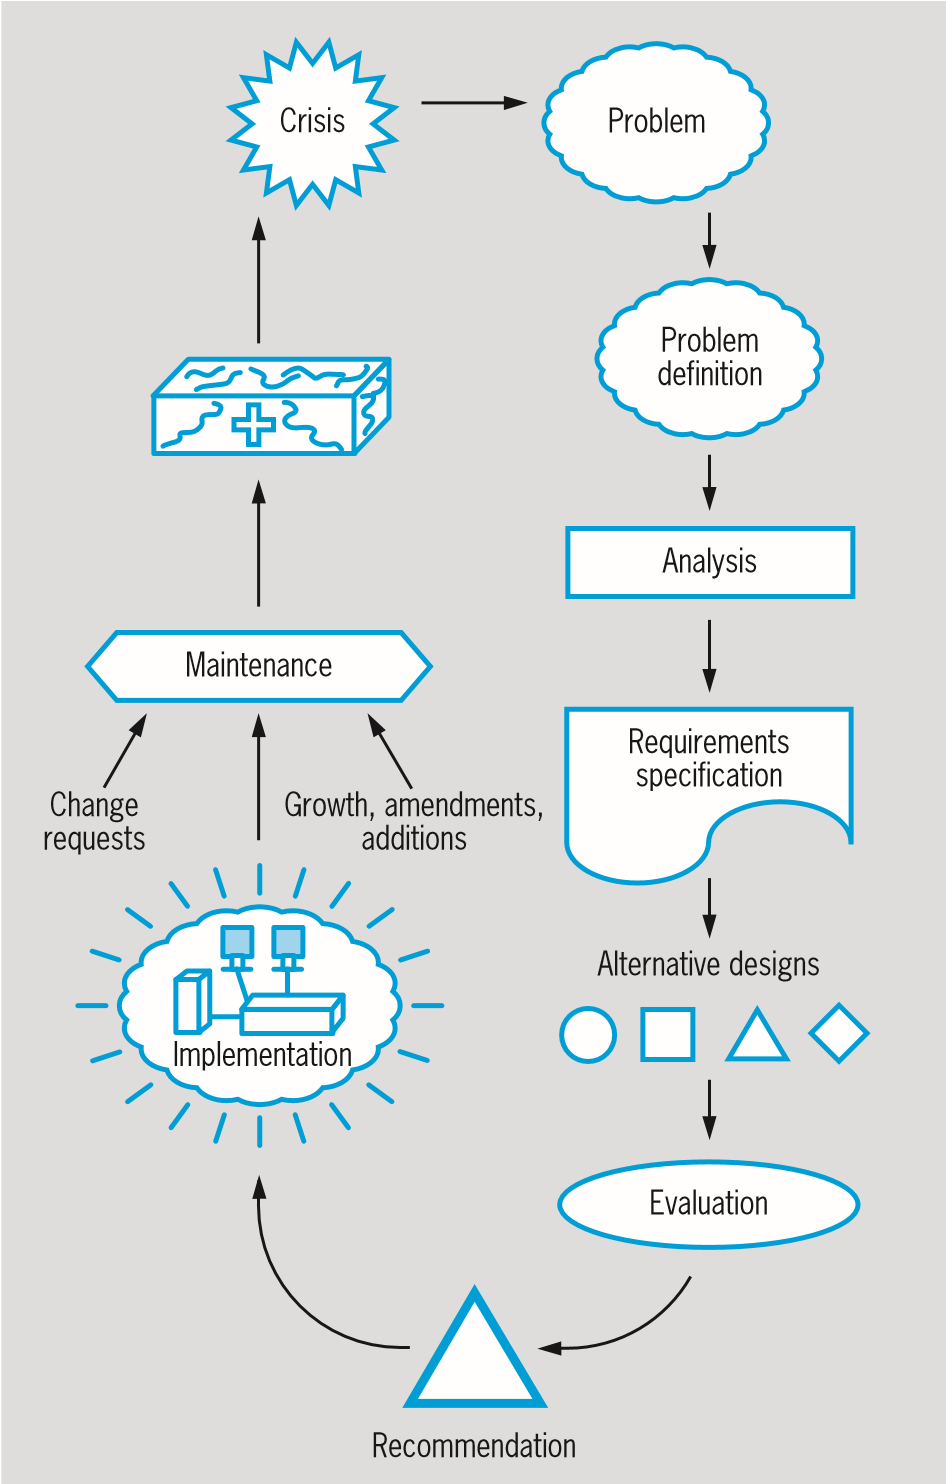 Crisis
Problem
Problem
definition
Analysis
Requirements
specification
Alternative designs
Evaluation
Recommendation
Implementation
Change
requests
Growth, amendments,
additions
Maintenance